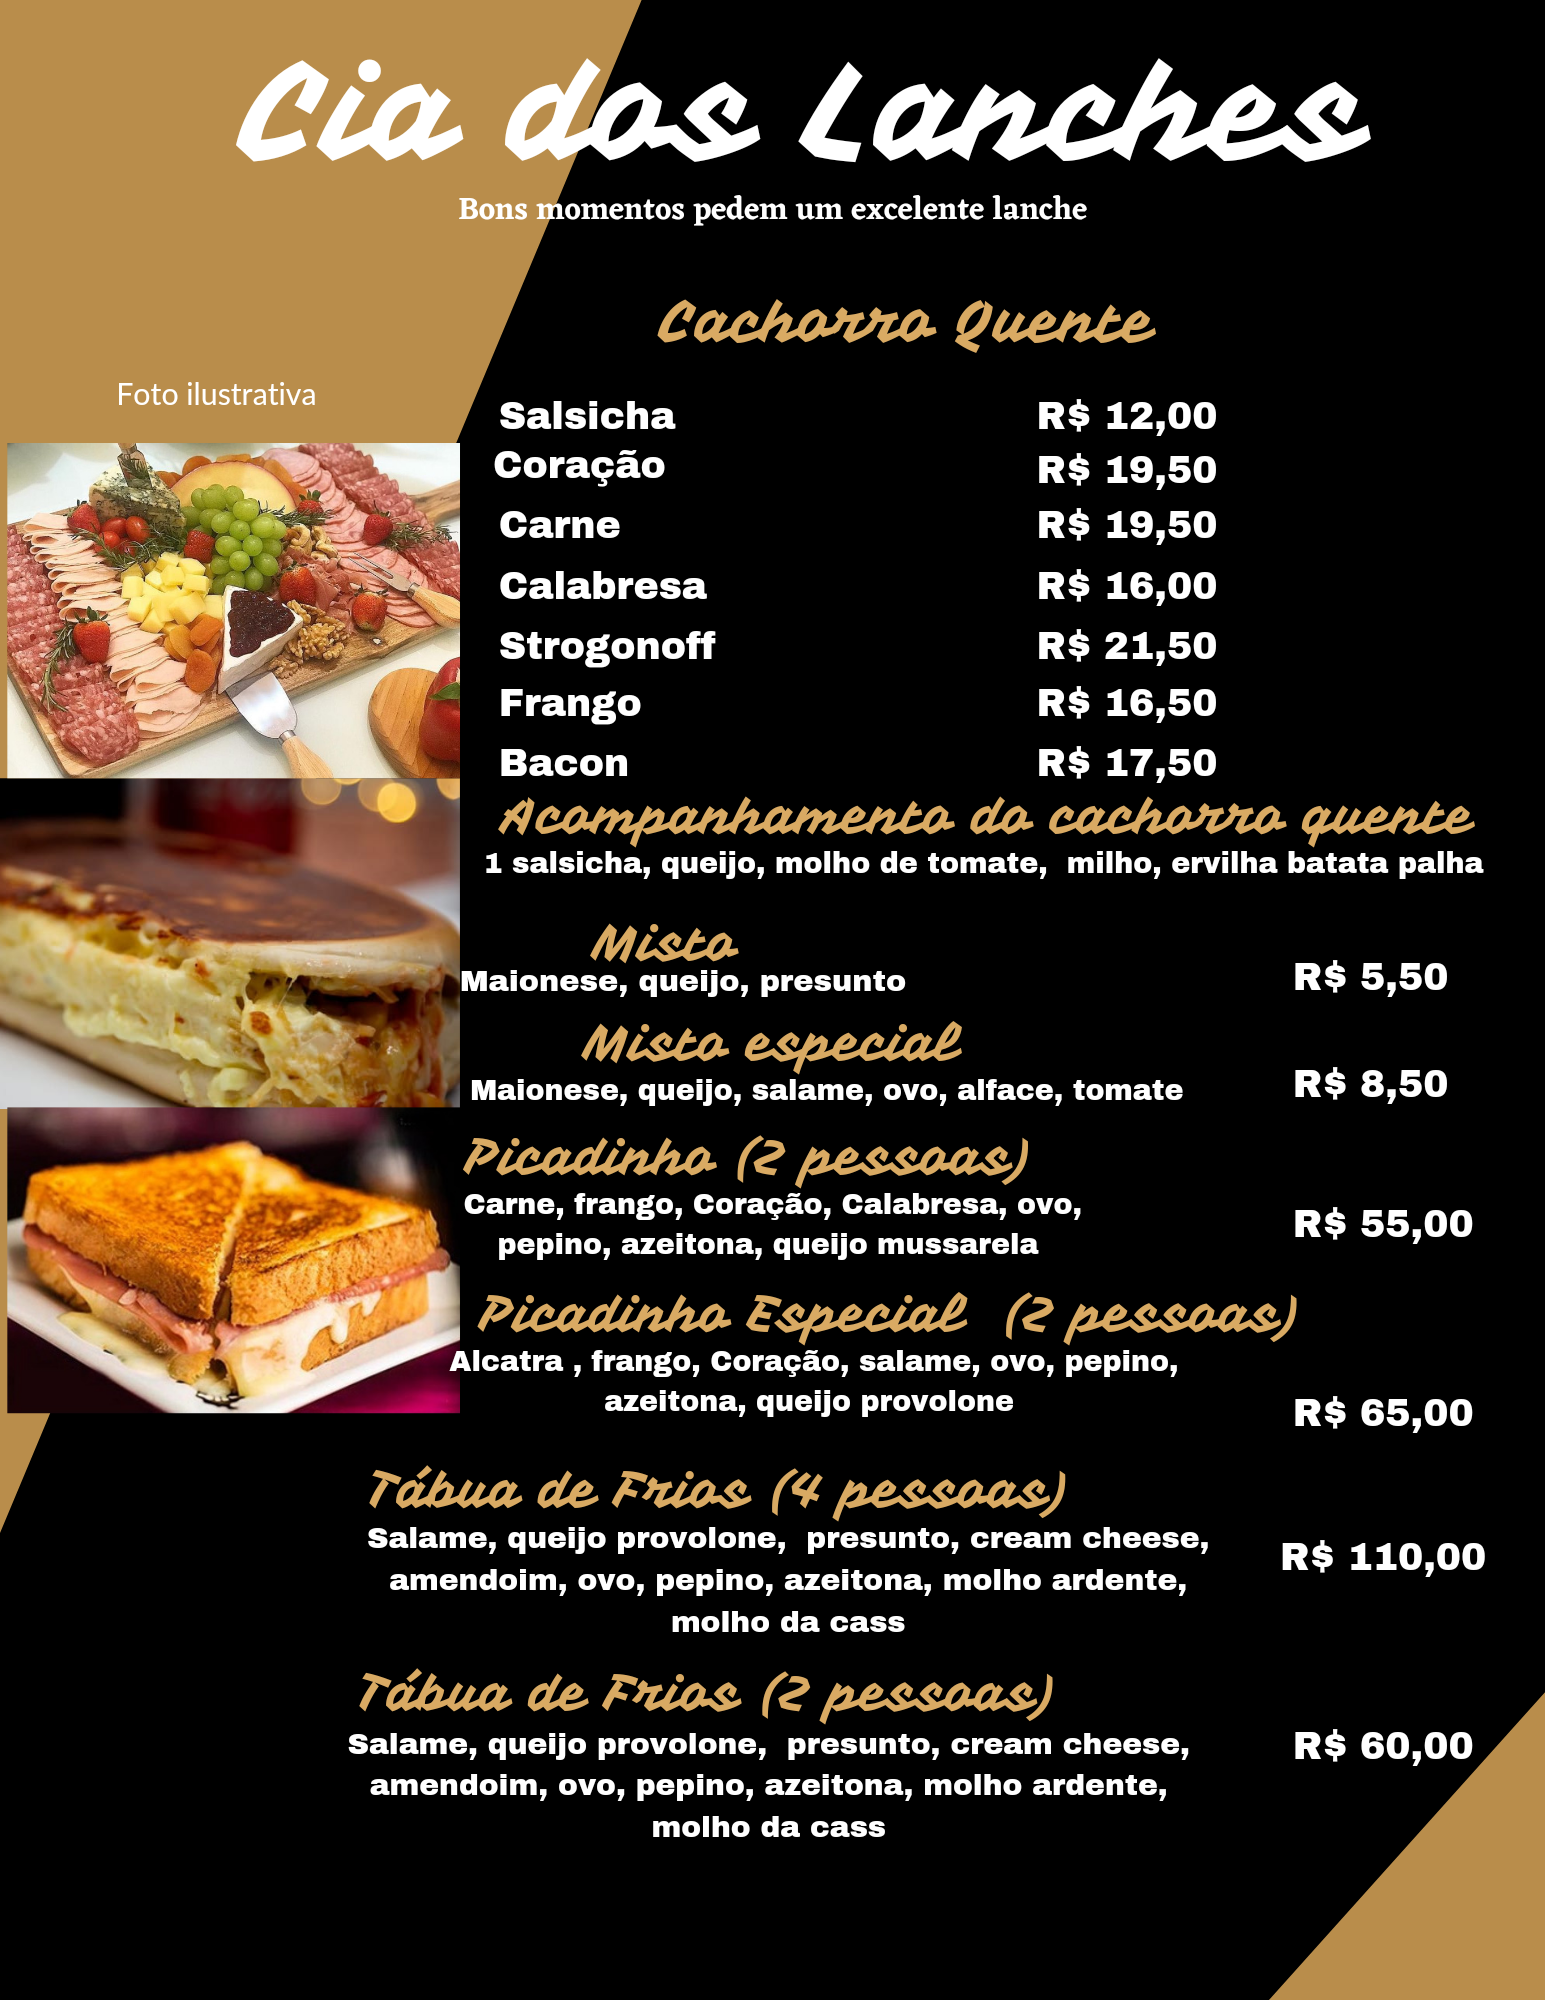 Cia dos Lanches
Bons momentos pedem um excelente lanche
Foto ilustrativa
Cachorro Quente
Salsicha R$ 12,00
Coração R$ 19,50
Carne R$ 19,50
Calabresa R$ 16,00
Strogonoff R$ 21,50
Frango R$ 16,50
Bacon R$ 17,50
Acompanhamento do cachorro quente
1 salsicha, queijo, molho de tomate, milho, ervilha batata palha
Misto
Maionese, queijo, presunto R$ 5,50
Misto especial
Maionese, queijo, salame, ovo, alface, tomate R$ 8,50
Picadinho (2 pessoas)
Carne, frango, Coração, Calabresa, ovo,
pepino, azeitona, queijo mussarela
R$ 55,00
Picadinho Especial (2 pessoas)
Alcatra , frango, Coração, salame, ovo, pepino,
azeitona, queijo provolone
R$ 65,00
Tábua de Frios (4 pessoas)
Salame, queijo provolone, presunto, cream cheese,
amendoim, ovo, pepino, azeitona, molho ardente,
molho da cass
R$ 110,00
Tábua de Frios (2 pessoas)
Salame, queijo provolone, presunto, cream cheese,
amendoim, ovo, pepino, azeitona, molho ardente,
molho da cass
R$ 60,00